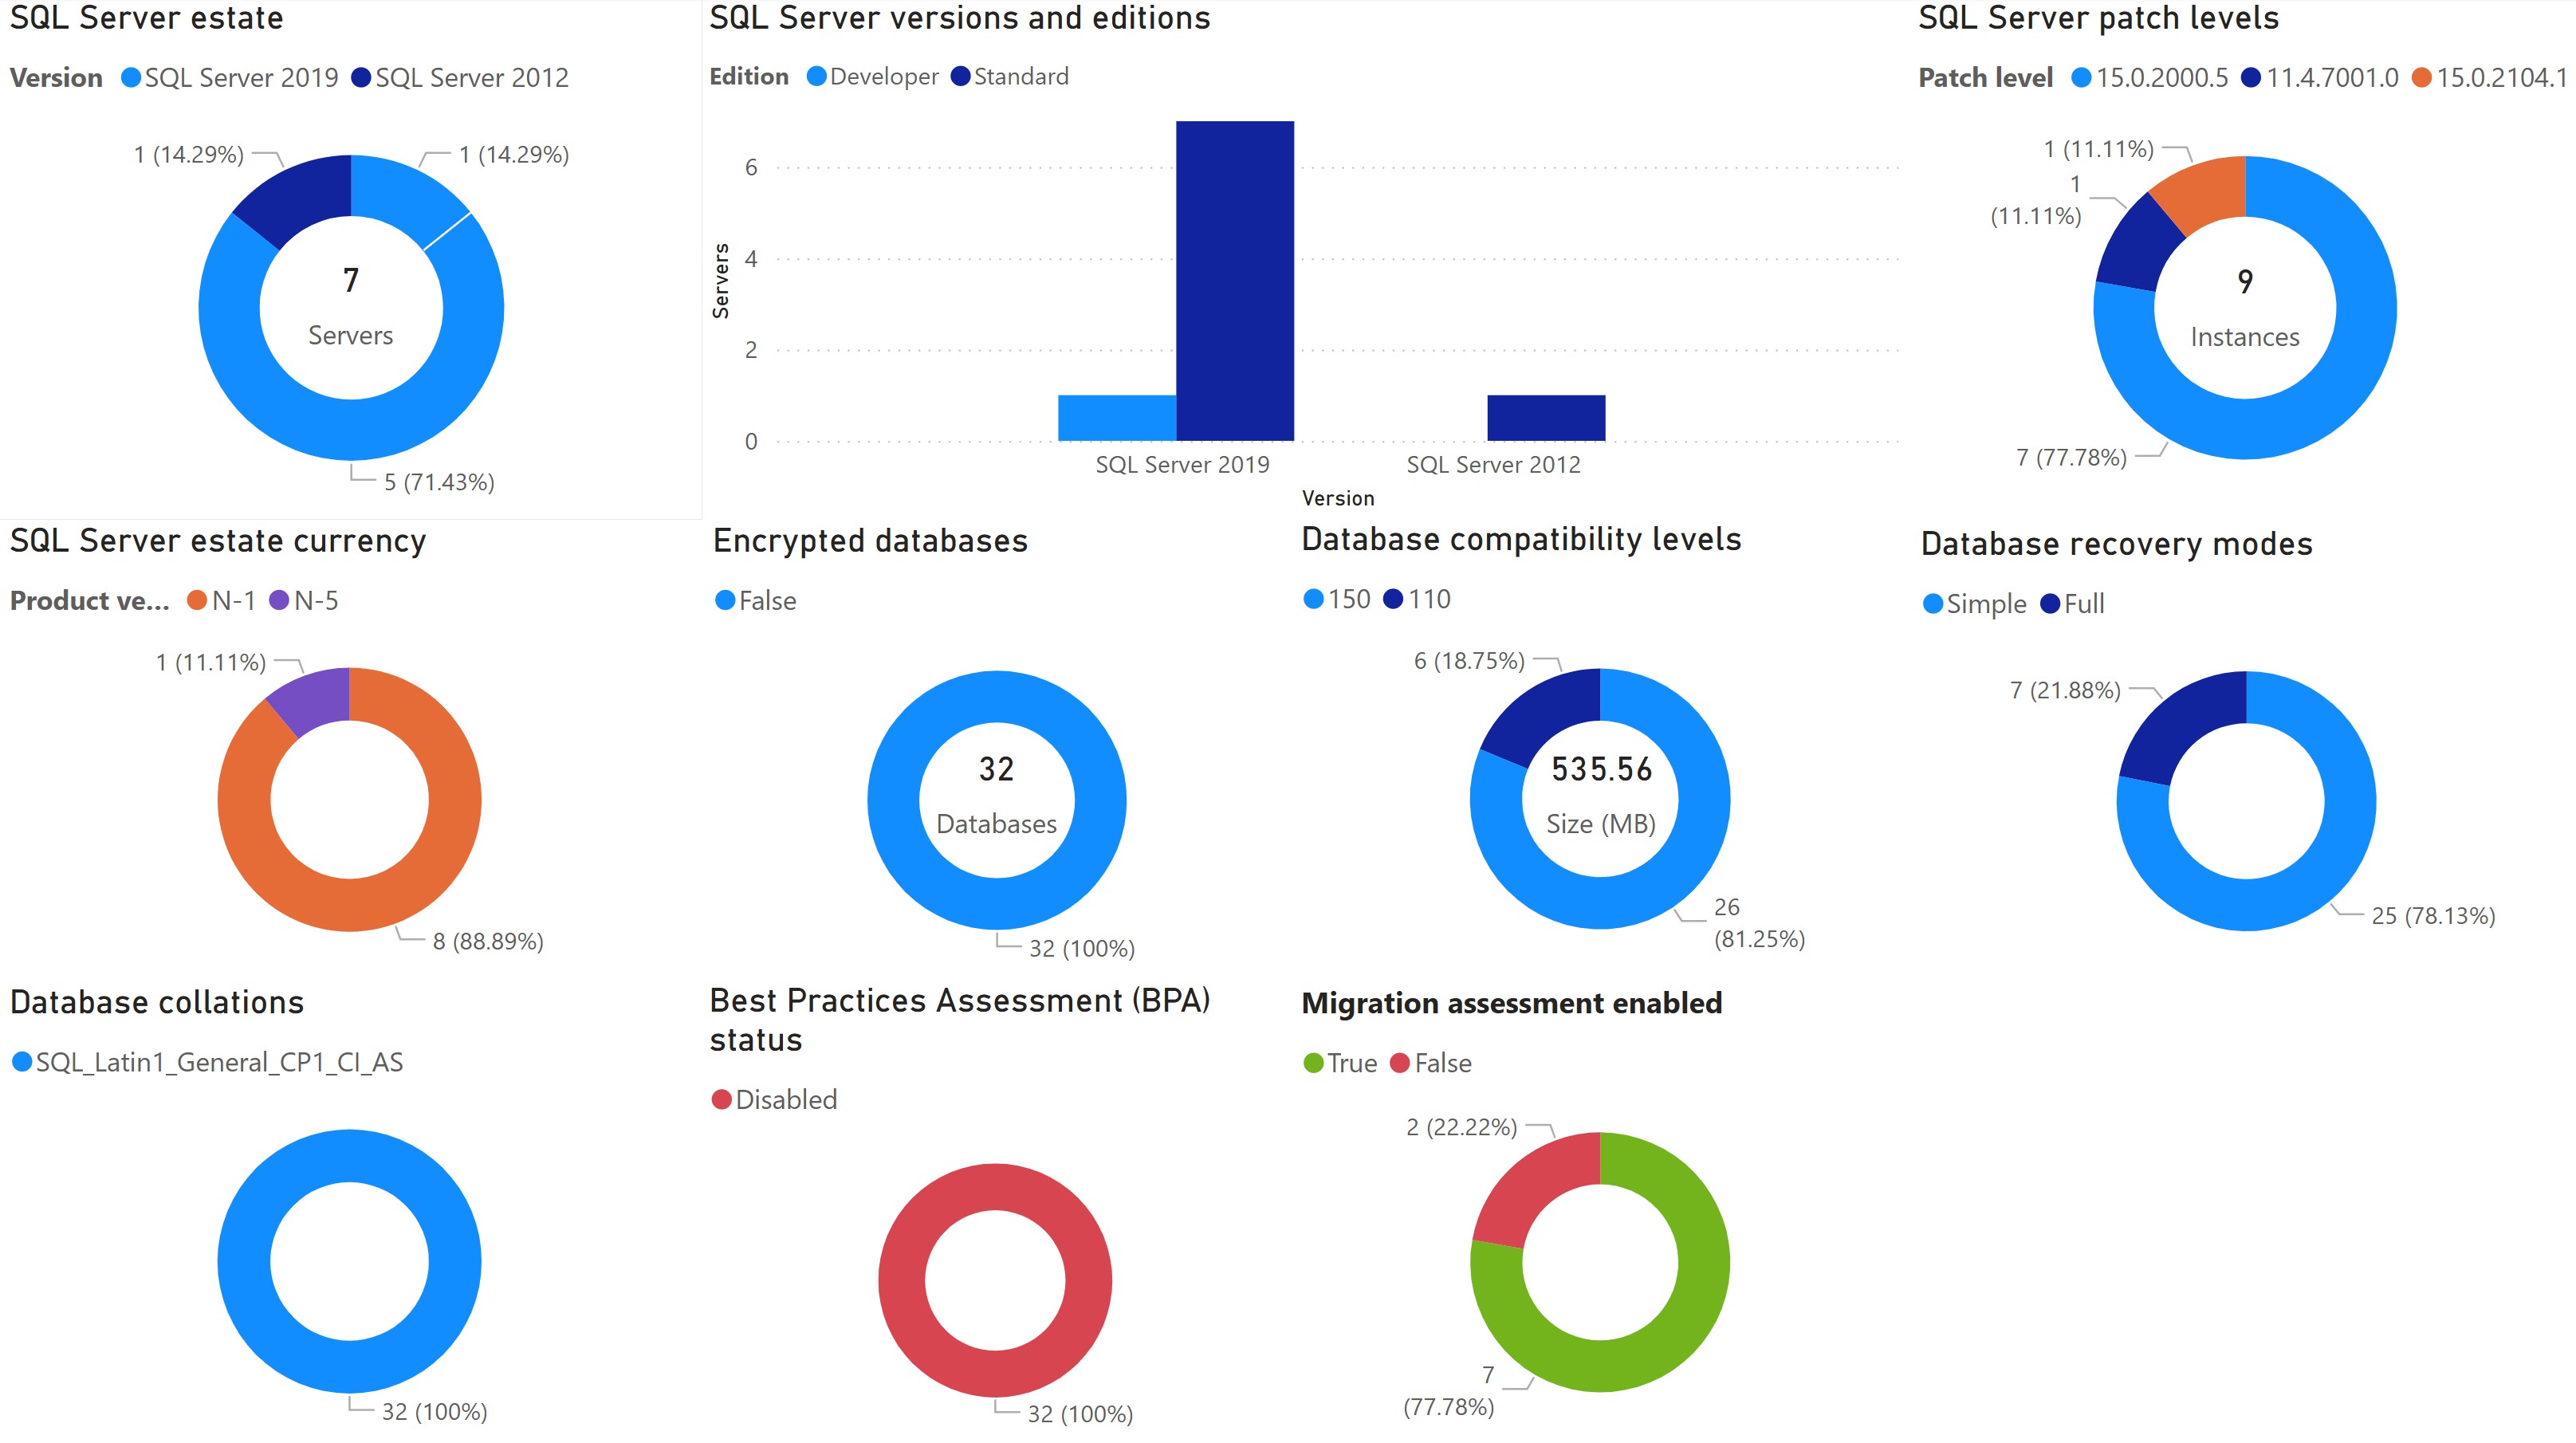 SQL Server estate
Version SQL Server 2019 SQL Server 2012
1 (14.29%)
1 (14.29%)
7
Servers
5 (71.43%)
SQL Server versions and editions
Edition Developer Standard
Servers
6
4
2
0
SQL Server 2019
SQL Server 2012
Version
SQL Server patch levels
Patch level 15.0.2000.5 11.4.7001.0 15.0.2104.1
1 (11.11%)
1
(11.11%)
9
Instances
7 (77.78%)
SQL Server estate currency
Product ve... N-1 N-5
1 (11.11%)
8 (88.89%)
Encrypted databases
False
32
Databases
32 (100%)
Database compatibility levels
150 110
6 (18.75%)
535.56
Size (MB)
26
(81.25%)
Database recovery modes
Simple Full
7 (21.88%)
25 (78.13%)
Database collations
SQL_Latin1_General_CP1_CI_AS
32 (100%)
Best Practices Assessment (BPA)
status
Disabled
32 (100%)
Migration assessment enabled
True False
2 (22.22%)
7
(77.78%)